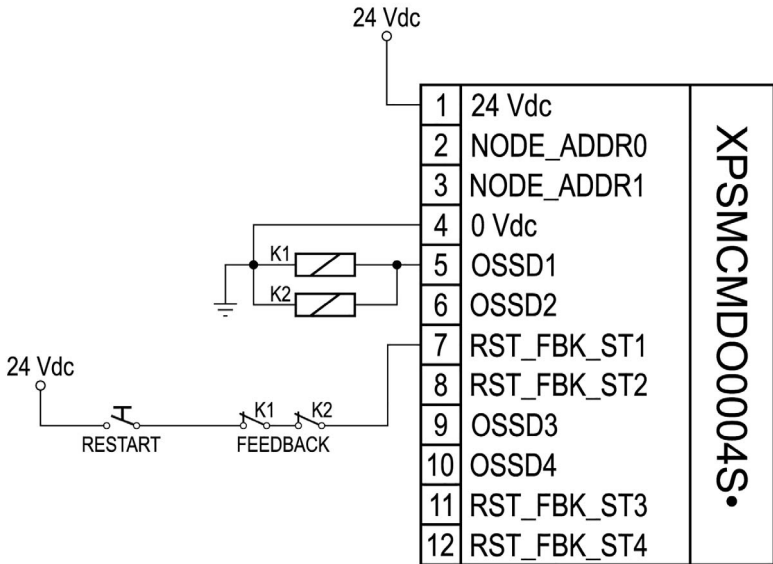 24 Vdc
1 24 Vdc
2 NODE_ADDR0
3 NODE_ADDR1
4 0 Vdc
K1
5 OSSD1
K2
6 OSSD2
7 RST_FBK_ST1
24 Vdc
8 RST_FBK_ST2
K1 K2
9 OSSD3
RESTART FEEDBACK
10 OSSD4
11 RST_FBK_ST3
12 RST_FBK_ST4
XPSMCMDO0004S•